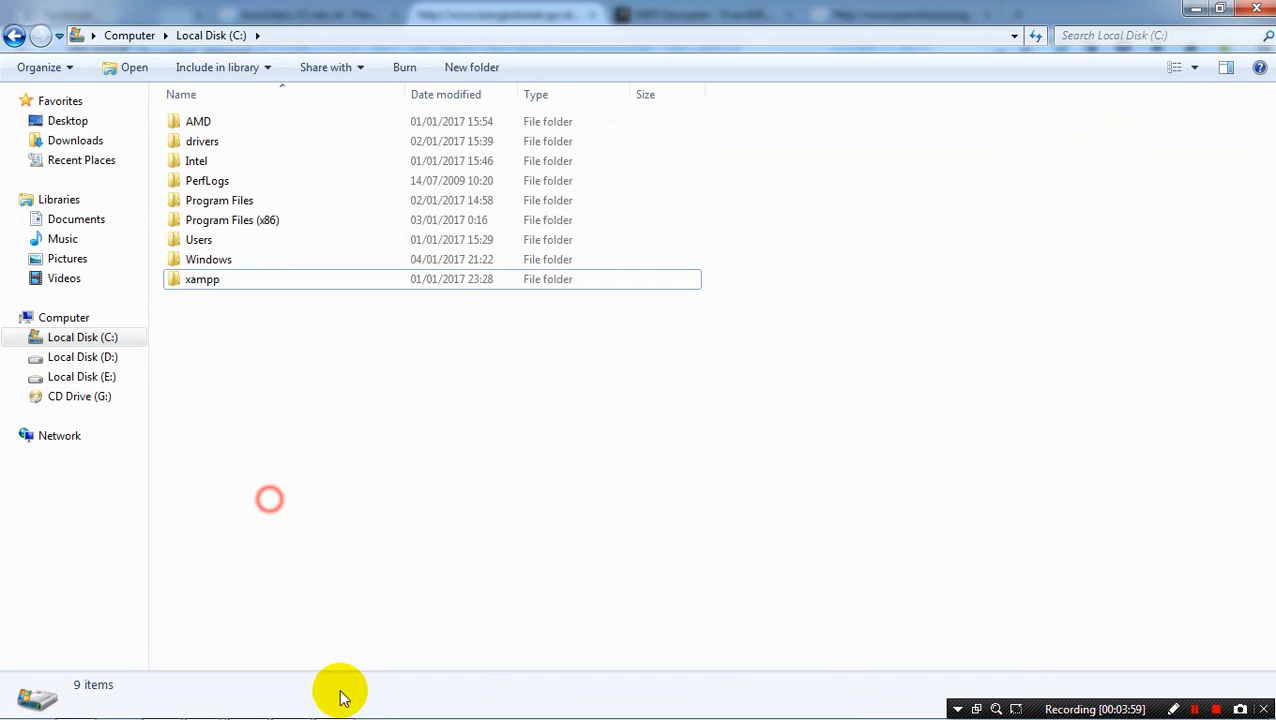 Computer Local Disk (C:) Search Local Disk (C:)
Organize Open Include in library Share with Burn New folder
Name Date modified Type Size
Favorites
Desktop
Downloads
Recent Places
Libraries
Documents
Music
Pictures
Videos
Computer
Local Disk (C:)
Local Disk (D:)
Local Disk (E:)
CD Drive (G:)
Network
AMD 01/01/2017 15:54 File folder
drivers 02/01/2017 15:39 File folder
Intel 01/01/2017 15:46 File folder
PerfLogs 14/07/2009 10:20 File folder
Program Files 02/01/2017 14:58 File folder
Program Files (x86) 03/01/2017 0:16 File folder
Users 01/01/2017 15:29 File folder
Windows 04/01/2017 21:22 File folder
xampp 01/01/2017 23:28 File folder
9 items
Recording [00:03:59]